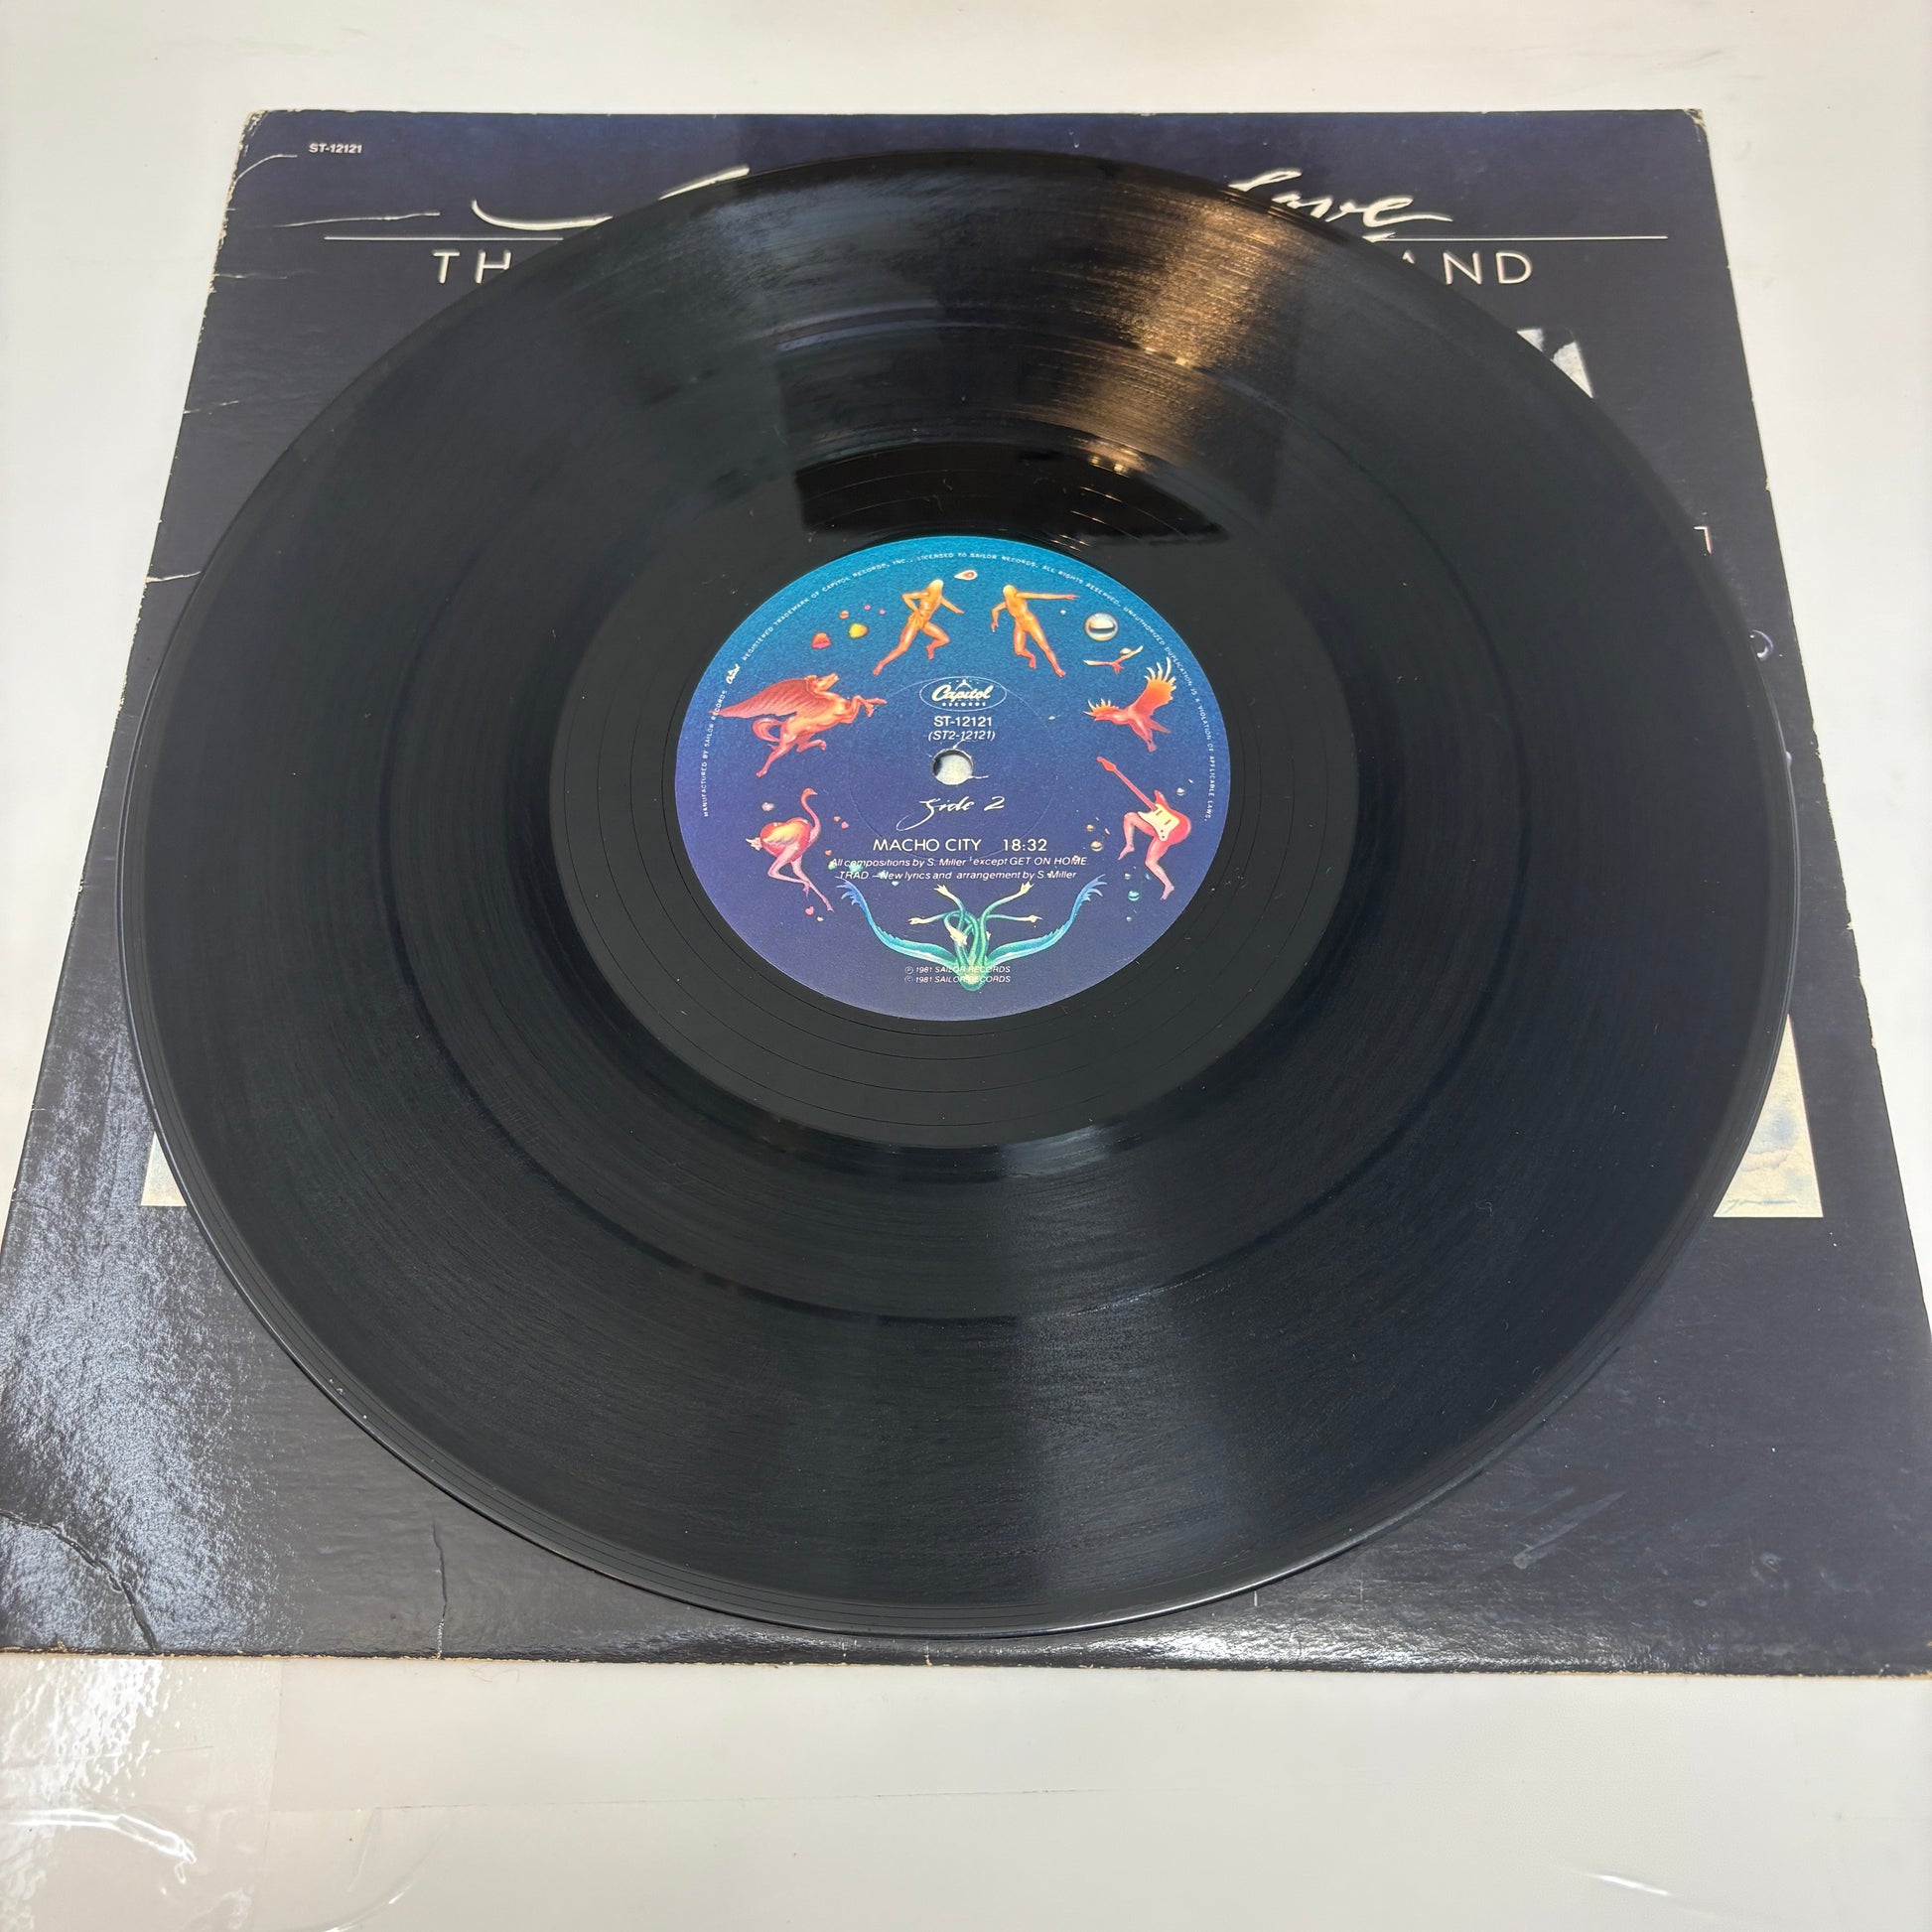 ST-12121
Love
TH AND
MANUFACTURED BY SAILOR RECORDS. REGISTERED TRADEMARK OF CAPITOL RECORDS, INC., LICENSED TO SAILOR RECORDS. ALL RIGHTS RESERVED. UNAUTHORIZED DUPLICATION IS A VIOLATION OF APPLICABLE LAWS.
Capitol
RECORDS
ST-12121
(ST2-12121)
Side 2
MACHO CITY 18:32
All compositions by S. Miller except GET ON HOME
TRAD – New lyrics and arrangement by S. Miller
℗ 1981 SAILOR RECORDS
© 1981 SAILOR RECORDS